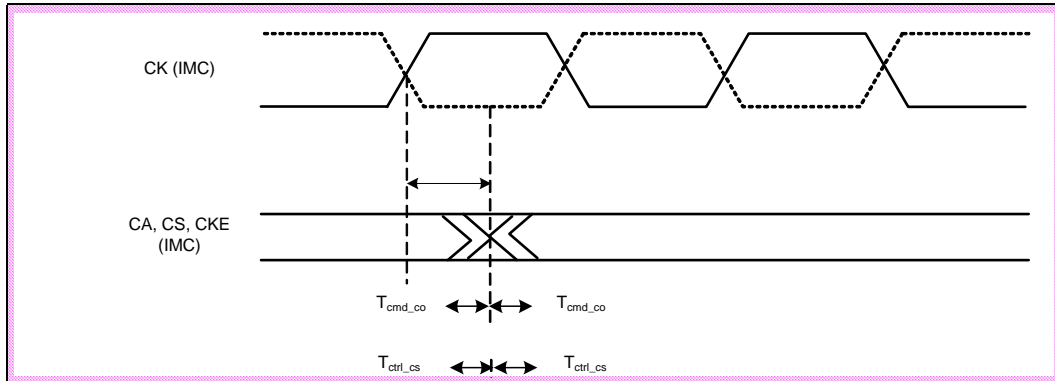 CK (IMC)
CA, CS, CKE
(IMC)
Tcmd_co Tcmd_co
Tctrl_cs Tctrl_cs